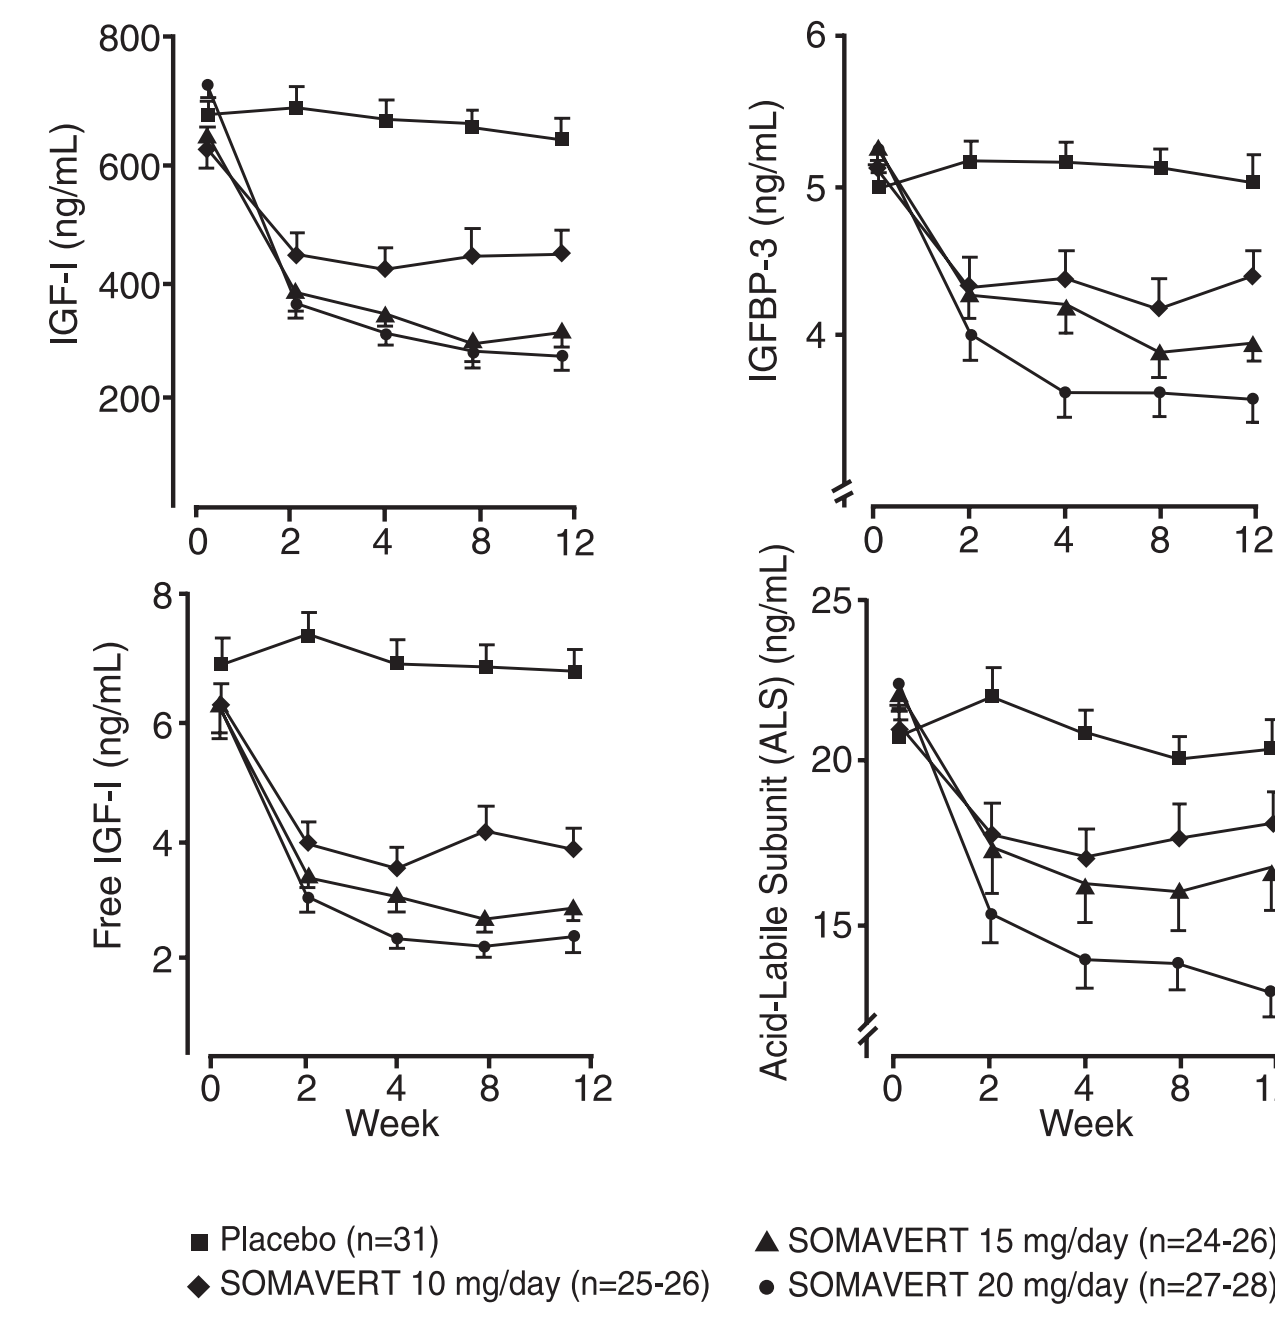 800
600
400
200
IGF-I (ng/mL)
0 2 4 8 12
6
5
4
IGFBP-3 (ng/mL)
0 2 4 8 12
8
6
4
2
Free IGF-I (ng/mL)
0 2 4 8 12
Week
25
20
15
Acid-Labile Subunit (ALS) (ng/mL)
0 2 4 8
Week
Placebo (n=31)
SOMAVERT 10 mg/day (n=25-26)
SOMAVERT 15 mg/day (n=24-26)
SOMAVERT 20 mg/day (n=27-28)